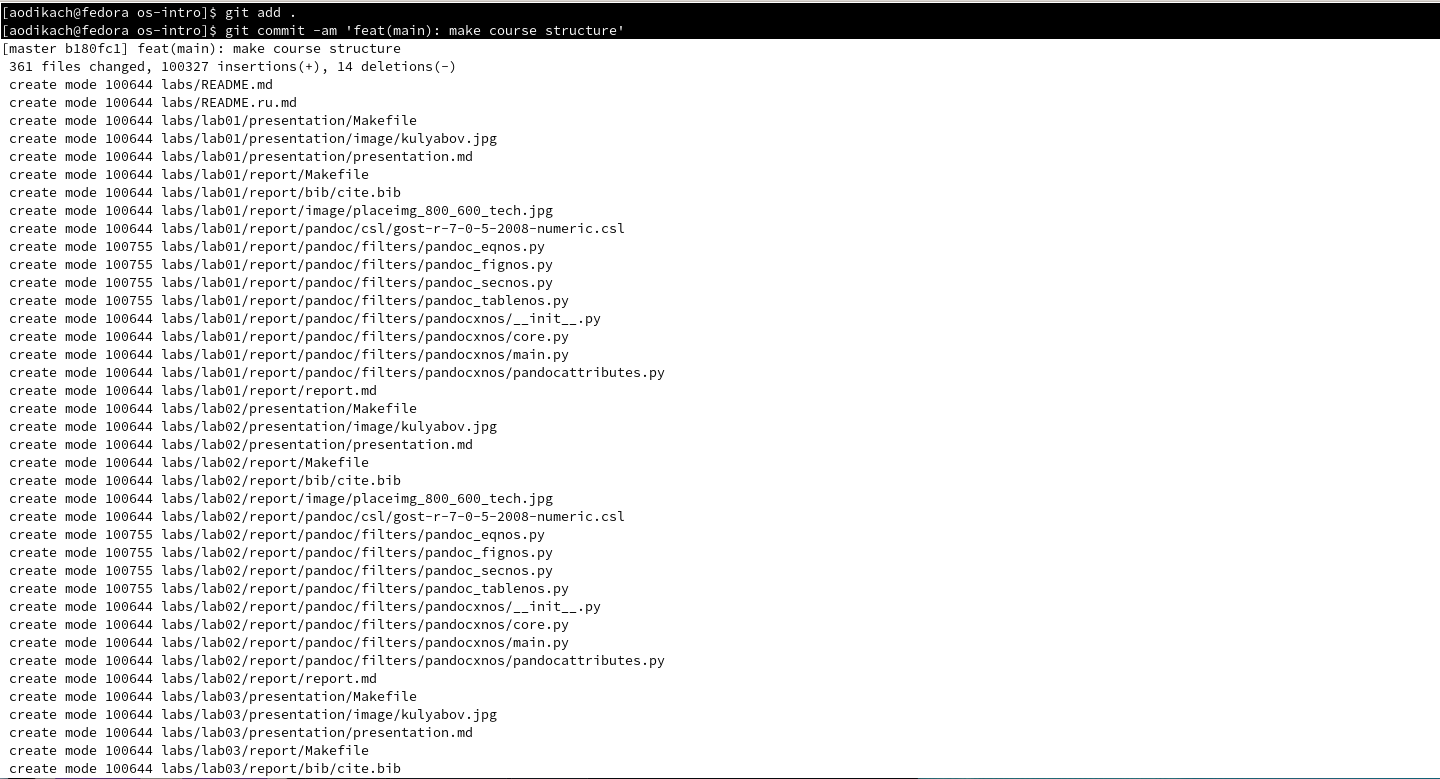 [aodikach@fedora os-intro]$ git add .
[aodikach@fedora os-intro]$ git commit -am 'feat(main): make course structure'
[master b180fc1] feat(main): make course structure
 361 files changed, 100327 insertions(+), 14 deletions(-)
 create mode 100644 labs/README.md
 create mode 100644 labs/README.ru.md
 create mode 100644 labs/lab01/presentation/Makefile
 create mode 100644 labs/lab01/presentation/image/kulyabov.jpg
 create mode 100644 labs/lab01/presentation/presentation.md
 create mode 100644 labs/lab01/report/Makefile
 create mode 100644 labs/lab01/report/bib/cite.bib
 create mode 100644 labs/lab01/report/image/placeimg_800_600_tech.jpg
 create mode 100644 labs/lab01/report/pandoc/csl/gost-r-7-0-5-2008-numeric.csl
 create mode 100755 labs/lab01/report/pandoc/filters/pandoc_eqnos.py
 create mode 100755 labs/lab01/report/pandoc/filters/pandoc_fignos.py
 create mode 100755 labs/lab01/report/pandoc/filters/pandoc_secnos.py
 create mode 100755 labs/lab01/report/pandoc/filters/pandoc_tablenos.py
 create mode 100644 labs/lab01/report/pandoc/filters/pandocxnos/__init__.py
 create mode 100644 labs/lab01/report/pandoc/filters/pandocxnos/core.py
 create mode 100644 labs/lab01/report/pandoc/filters/pandocxnos/main.py
 create mode 100644 labs/lab01/report/pandoc/filters/pandocxnos/pandocattributes.py
 create mode 100644 labs/lab01/report/report.md
 create mode 100644 labs/lab02/presentation/Makefile
 create mode 100644 labs/lab02/presentation/image/kulyabov.jpg
 create mode 100644 labs/lab02/presentation/presentation.md
 create mode 100644 labs/lab02/report/Makefile
 create mode 100644 labs/lab02/report/bib/cite.bib
 create mode 100644 labs/lab02/report/image/placeimg_800_600_tech.jpg
 create mode 100644 labs/lab02/report/pandoc/csl/gost-r-7-0-5-2008-numeric.csl
 create mode 100755 labs/lab02/report/pandoc/filters/pandoc_eqnos.py
 create mode 100755 labs/lab02/report/pandoc/filters/pandoc_fignos.py
 create mode 100755 labs/lab02/report/pandoc/filters/pandoc_secnos.py
 create mode 100755 labs/lab02/report/pandoc/filters/pandoc_tablenos.py
 create mode 100644 labs/lab02/report/pandoc/filters/pandocxnos/__init__.py
 create mode 100644 labs/lab02/report/pandoc/filters/pandocxnos/core.py
 create mode 100644 labs/lab02/report/pandoc/filters/pandocxnos/main.py
 create mode 100644 labs/lab02/report/pandoc/filters/pandocxnos/pandocattributes.py
 create mode 100644 labs/lab02/report/report.md
 create mode 100644 labs/lab03/presentation/Makefile
 create mode 100644 labs/lab03/presentation/image/kulyabov.jpg
 create mode 100644 labs/lab03/presentation/presentation.md
 create mode 100644 labs/lab03/report/Makefile
 create mode 100644 labs/lab03/report/bib/cite.bib